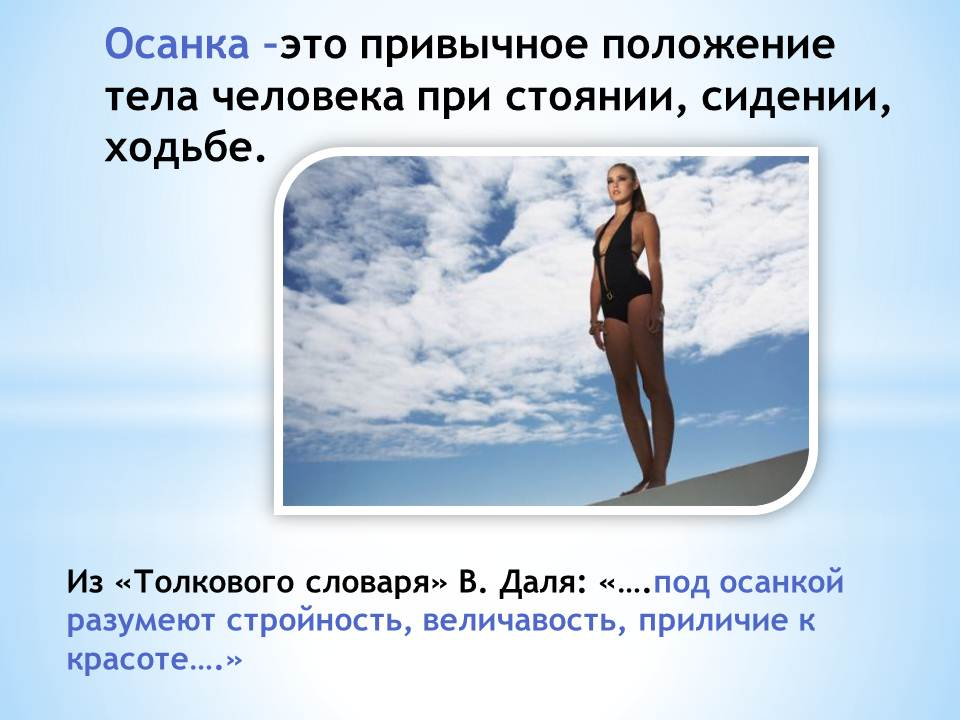 Осанка –это привычное положение
тела человека при стоянии, сидении,
ходьбе.
Из «Толкового словаря» В. Даля: «….под осанкой
разумеют стройность, величавость, приличие к
красоте….»